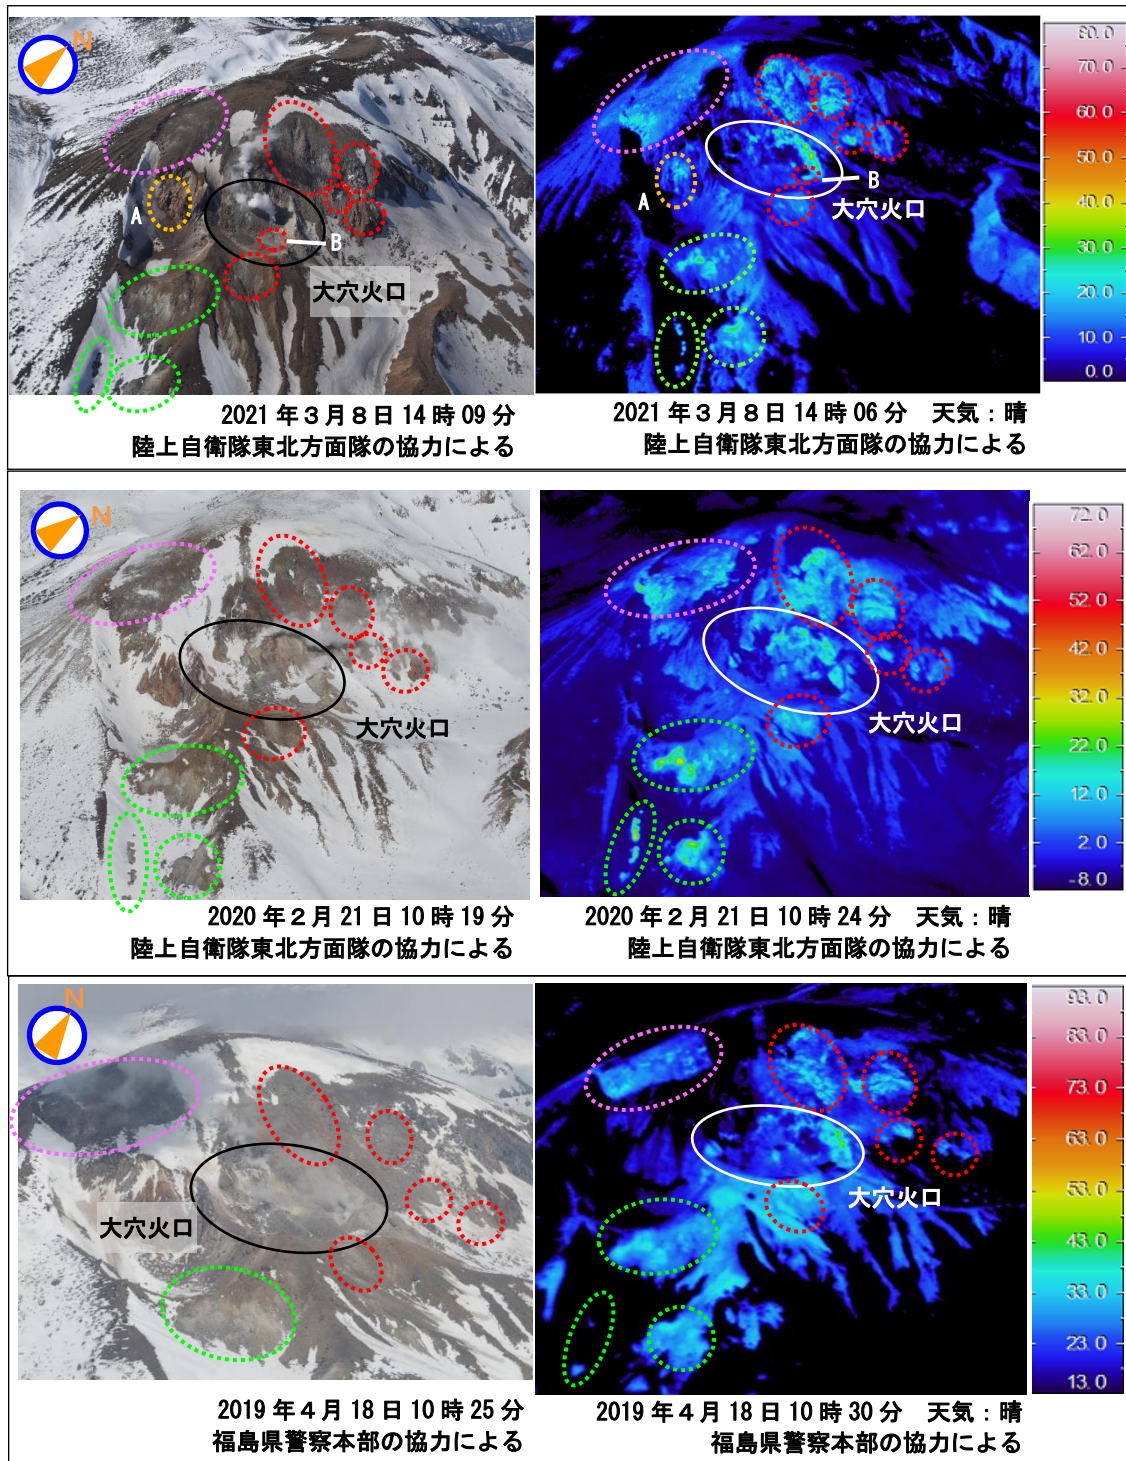 N
A
B
大穴火口
2021年3月8日14時09分
陸上自衛隊東北方面隊の協力による
A
B
大穴火口
80.0
70.0
60.0
50.0
40.0
30.0
20.0
10.0
0.0
2021年3月8日14時06分　天気：晴
陸上自衛隊東北方面隊の協力による
N
大穴火口
2020年2月21日10時19分
陸上自衛隊東北方面隊の協力による
大穴火口
72.0
62.0
52.0
42.0
32.0
22.0
12.0
2.0
-8.0
2020年2月21日10時24分　天気：晴
陸上自衛隊東北方面隊の協力による
N
大穴火口
2019年4月18日10時25分
福島県警察本部の協力による
大穴火口
93.0
83.0
73.0
63.0
53.0
43.0
33.0
23.0
13.0
2019年4月18日10時30分　天気：晴
福島県警察本部の協力による